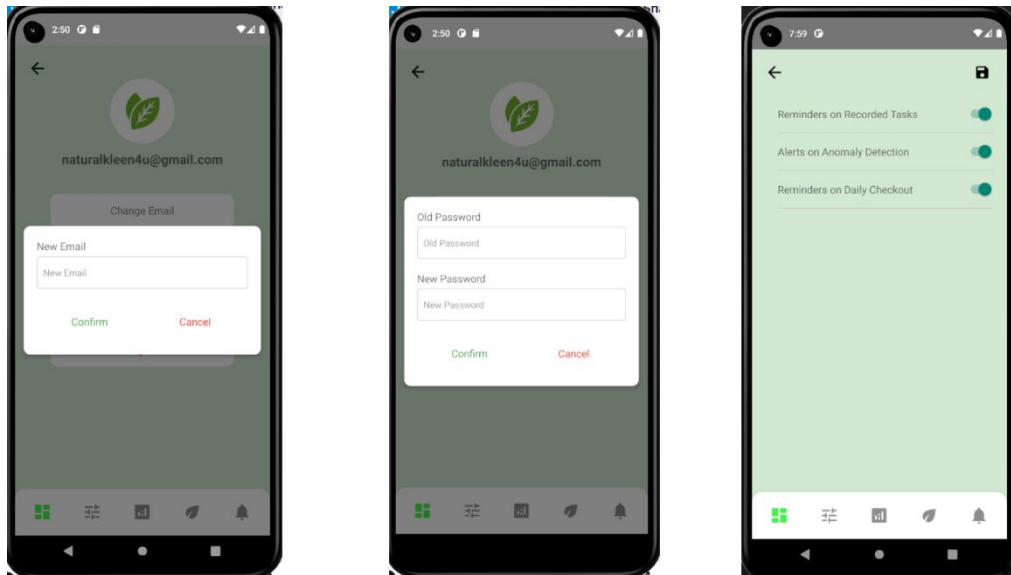 2:50
naturalkleen4u@gmail.com
Change Email
New Email
New Email
Confirm Cancel
2:50
naturalkleen4u@gmail.com
Old Password
Old Password
New Password
New Password
Confirm Cancel
7:59
Reminders on Recorded Tasks
Alerts on Anomaly Detection
Reminders on Daily Checkout